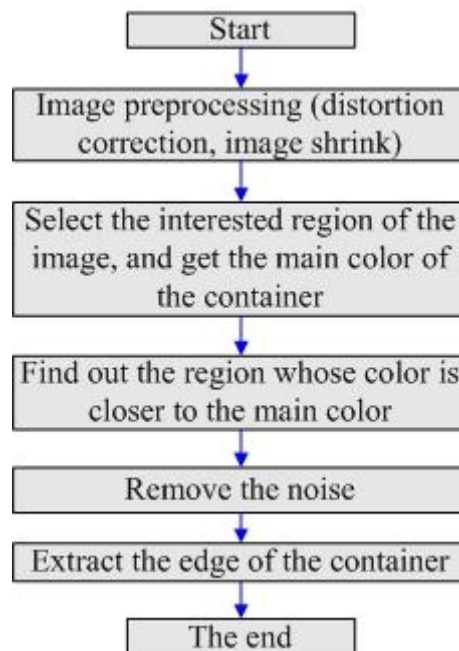 Start
Image preprocessing (distortion
correction, image shrink)
Select the interested region of the
image, and get the main color of
the container
Find out the region whose color is
closer to the main color
Remove the noise
Extract the edge of the container
The end